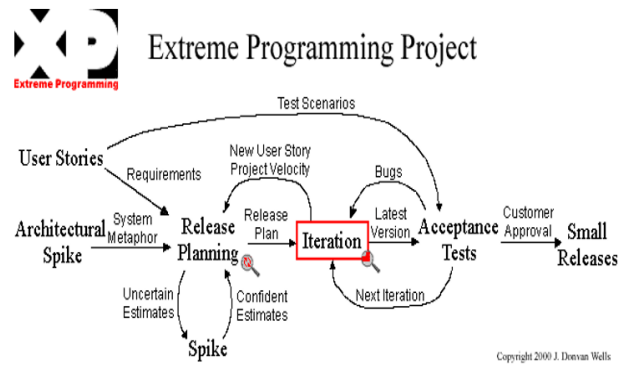 XP
Extreme Programming
Extreme Programming Project
Test Scenarios
User Stories
Requirements
New User Story
Project Velocity
Bugs
Architectural
Spike
System
Metaphor
Release
Planning
Release
Plan
Iteration
Latest
Version
Acceptance
Tests
Customer
Approval
Small
Releases
Uncertain
Estimates
Confident
Estimates
Next Iteration
Spike
Copyright 2000 J. Donvan Wells